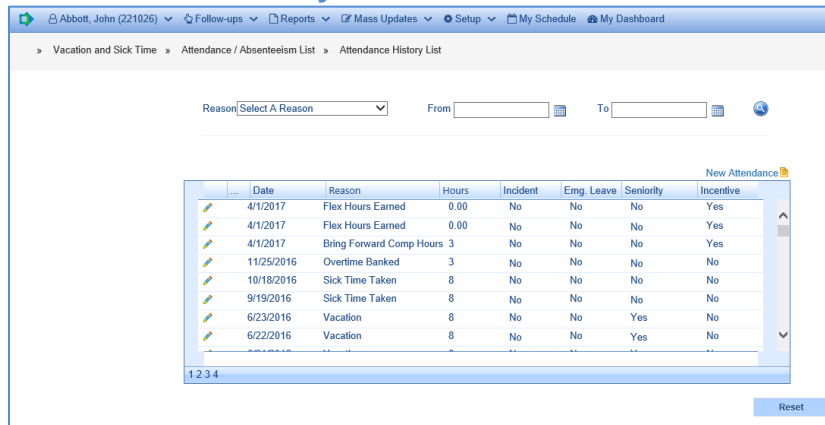 Abbott, John (221026) Follow-ups Reports Mass Updates Setup My Schedule My Dashboard
» Vacation and Sick Time » Attendance / Absenteeism List » Attendance History List
Reason Select A Reason From To
New Attendance
... Date Reason Hours Incident Emg. Leave Seniority Incentive
4/1/2017 Flex Hours Earned 0.00 No No No Yes
4/1/2017 Flex Hours Earned 0.00 No No No Yes
4/1/2017 Bring Forward Comp Hours 3 No No No Yes
11/25/2016 Overtime Banked 3 No No No No
10/18/2016 Sick Time Taken 8 No No No No
9/19/2016 Sick Time Taken 8 No No No No
6/23/2016 Vacation 8 No No Yes No
6/22/2016 Vacation 8 No No Yes No
1 2 3 4
Reset